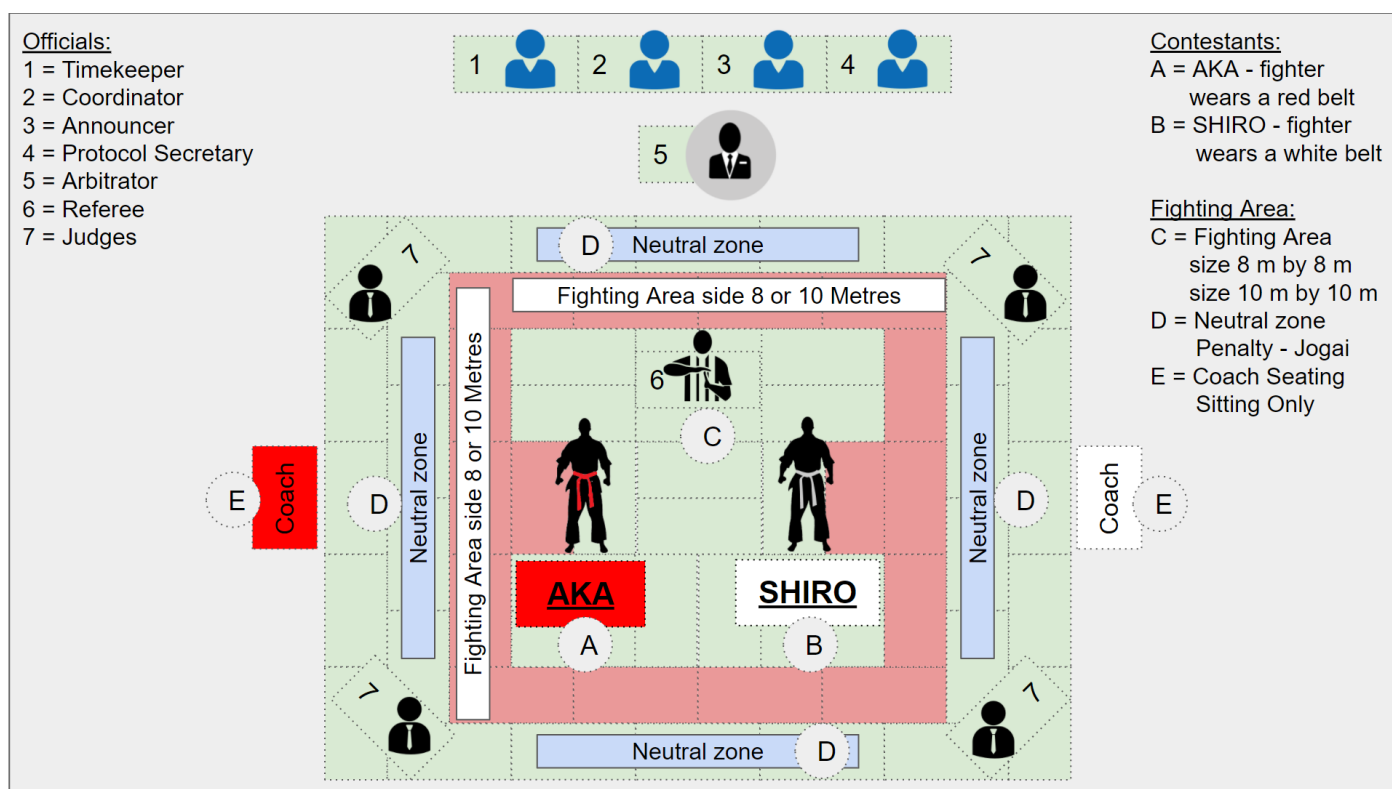 Officials:
1 = Timekeeper
2 = Coordinator
3 = Announcer
4 = Protocol Secretary
5 = Arbitrator
6 = Referee
7 = Judges
1
2
3
4
5
Contestants:
A = AKA - fighter
wears a red belt
B = SHIRO - fighter
wears a white belt
Fighting Area:
C = Fighting Area
size 8 m by 8 m
size 10 m by 10 m
D = Neutral zone
Penalty - Jogai
E = Coach Seating
Sitting Only
7
D
Neutral zone
7
Fighting Area side 8 or 10 Metres
Fighting Area side 8 or 10 Metres
6
C
E
Coach
D
Neutral zone
Neutral zone
D
Coach
E
AKA
SHIRO
A
B
7
Neutral zone
D
7